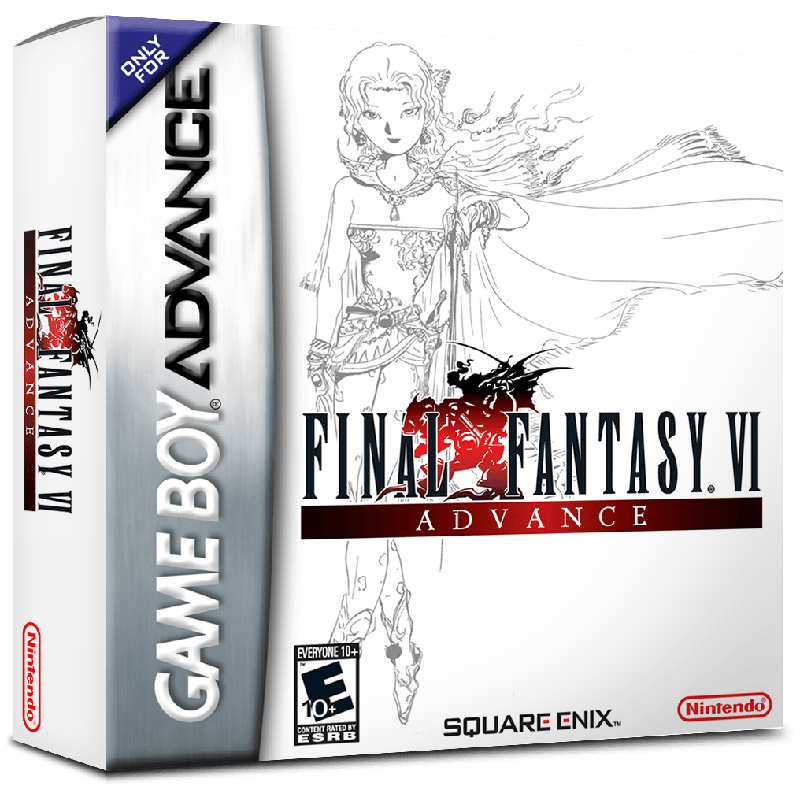 FINAL FANTASY VI
ADVANCE
Nintendo
ONLY
FOR
GAME BOY ADVANCE
®
FINAL FANTASY® VI
ADVANCE
EVERYONE 10+
E
10+
CONTENT RATED BY
ESRB
SQUARE ENIX™
Nintendo®